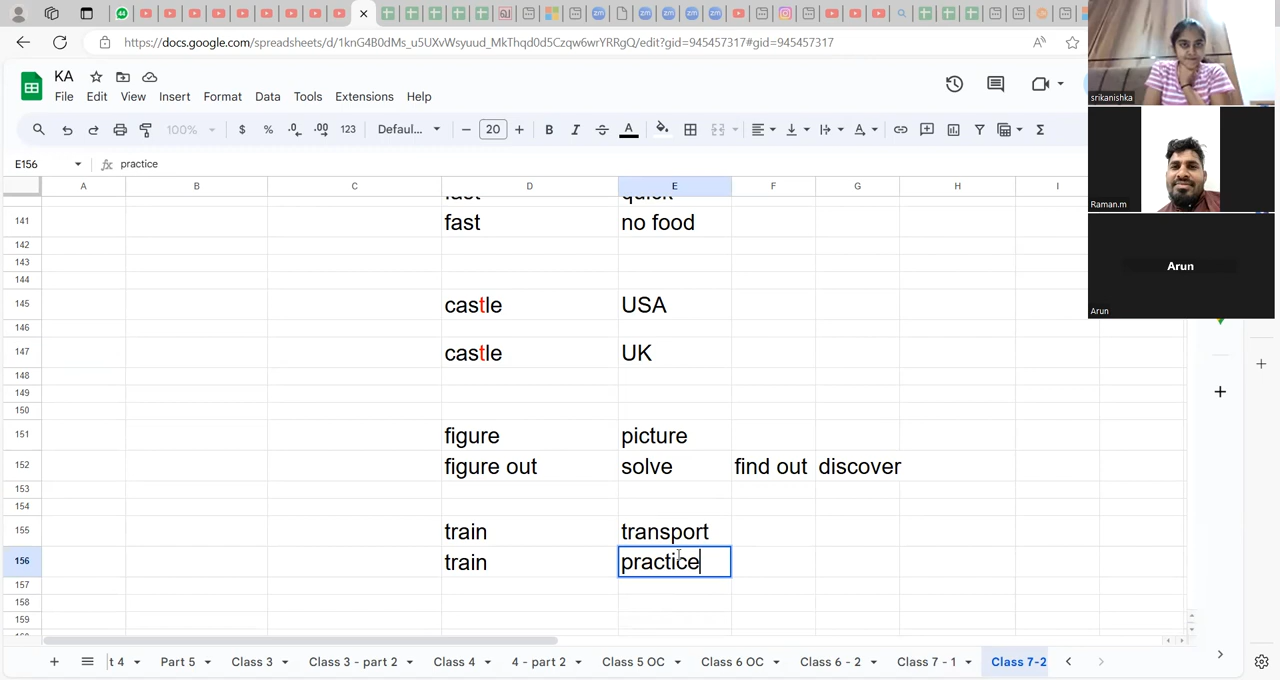 https://docs.google.com/spreadsheets/d/1knG4B0dMs_u5UXvWsyuud_MkThqd0d5Czqw6wrYRRgQ/edit?gid=945457317#gid=945457317
KA
File Edit View Insert Format Data Tools Extensions Help
100% $ % .0 .00 123 Defaul... 20 B I A
E156 fx practice
A B C D E F G H I
141 fast no food
142
143
144
145 castle USA
146
147 castle UK
148
149
150
151 figure picture
152 figure out solve find out discover
153
154
155 train transport
156 train practice
157
158
159
t 4 Part 5 Class 3 Class 3 - part 2 Class 4 4 - part 2 Class 5 OC Class 6 OC Class 6 - 2 Class 7 - 1 Class 7-2
srikanishka
Raman.m
Arun
Arun